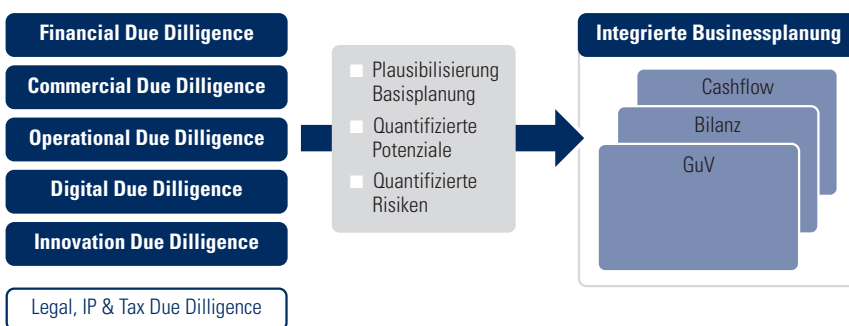 Financial Due Dilligence
Commercial Due Dilligence
Operational Due Dilligence
Digital Due Dilligence
Innovation Due Dilligence
Legal, IP & Tax Due Dilligence
Plausibilisierung
Basisplanung
Quantifizierte
Potenziale
Quantifizierte
Risiken
Integrierte Businessplanung
Cashflow
Bilanz
GuV